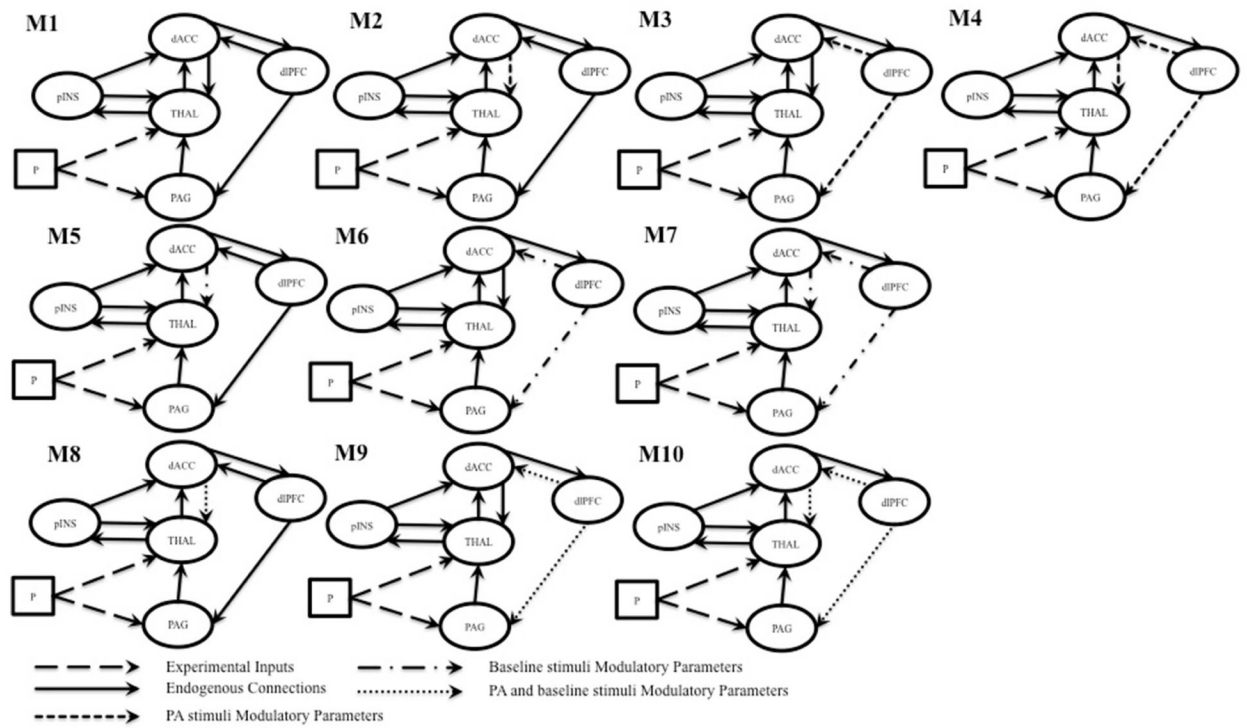 M1
dACC
dlPFC
pINS
THAL
P
PAG
M2
dACC
dlPFC
pINS
THAL
P
PAG
M3
dACC
dlPFC
pINS
THAL
P
PAG
M4
dACC
dlPFC
pINS
THAL
P
PAG
M5
dACC
dlPFC
pINS
THAL
P
PAG
M6
dACC
dlPFC
pINS
THAL
P
PAG
M7
dACC
dlPFC
pINS
THAL
P
PAG
M8
dACC
dlPFC
pINS
THAL
P
PAG
M9
dACC
dlPFC
pINS
THAL
P
PAG
M10
dACC
dlPFC
pINS
THAL
P
PAG
Experimental Inputs
Endogenous Connections
PA stimuli Modulatory Parameters
Baseline stimuli Modulatory Parameters
PA and baseline stimuli Modulatory Parameters